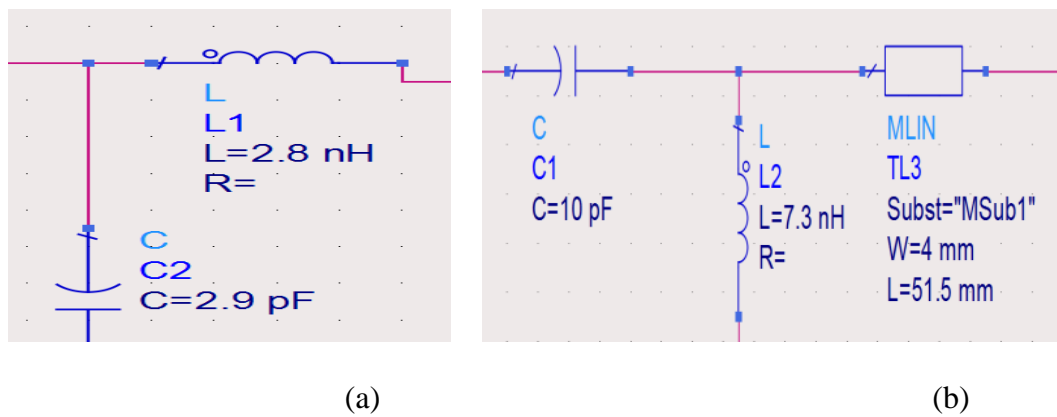 L
L1
L=2.8 nH
R=
C
C2
C=2.9 pF
C
C1
C=10 pF
L
L2
L=7.3 nH
R=
MLIN
TL3
Subst="MSub1"
W=4 mm
L=51.5 mm
(a)
(b)